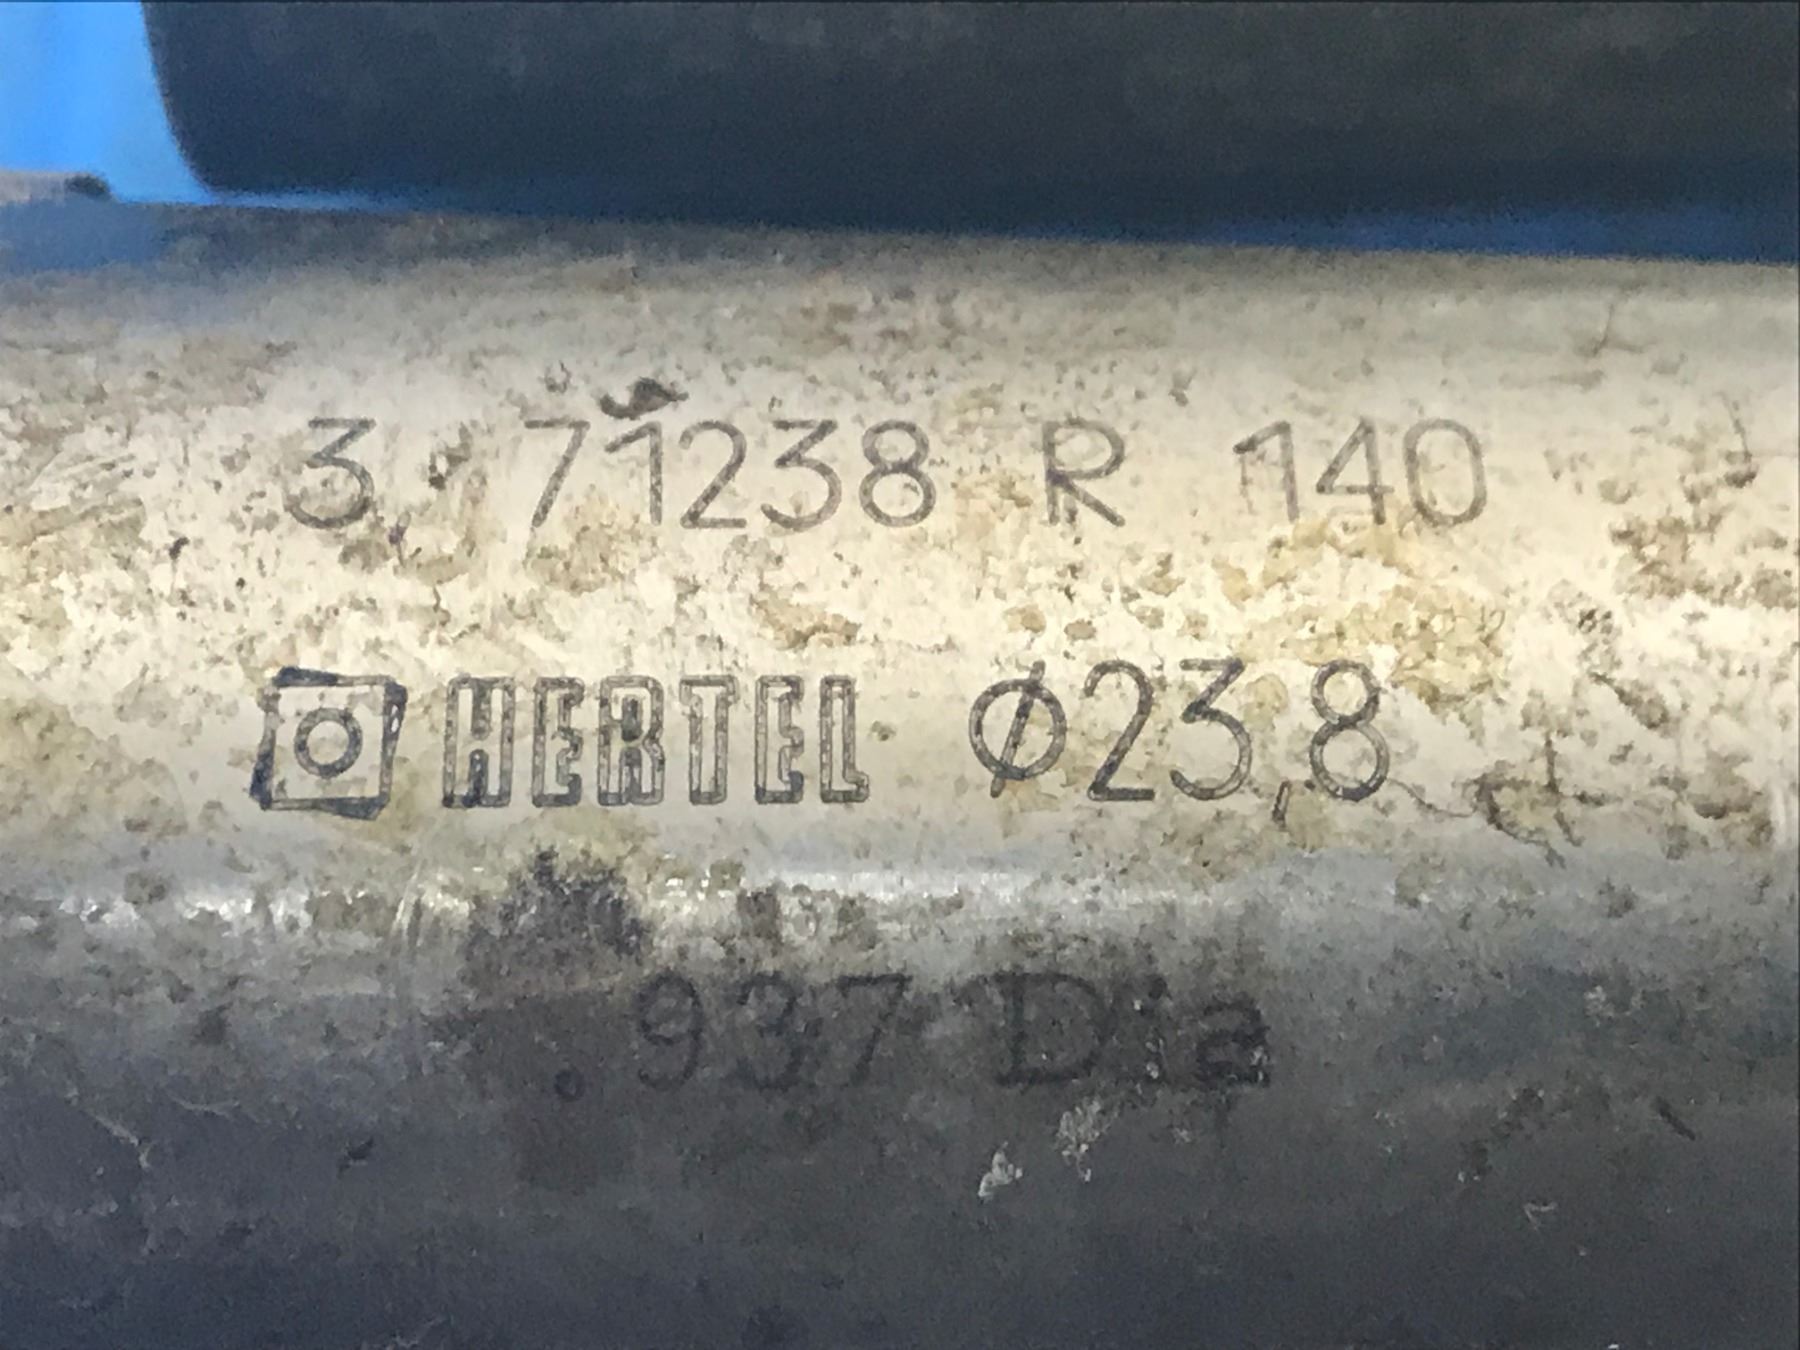 3 71238 R 140
HERTEL Ø23,8
.937 Dia